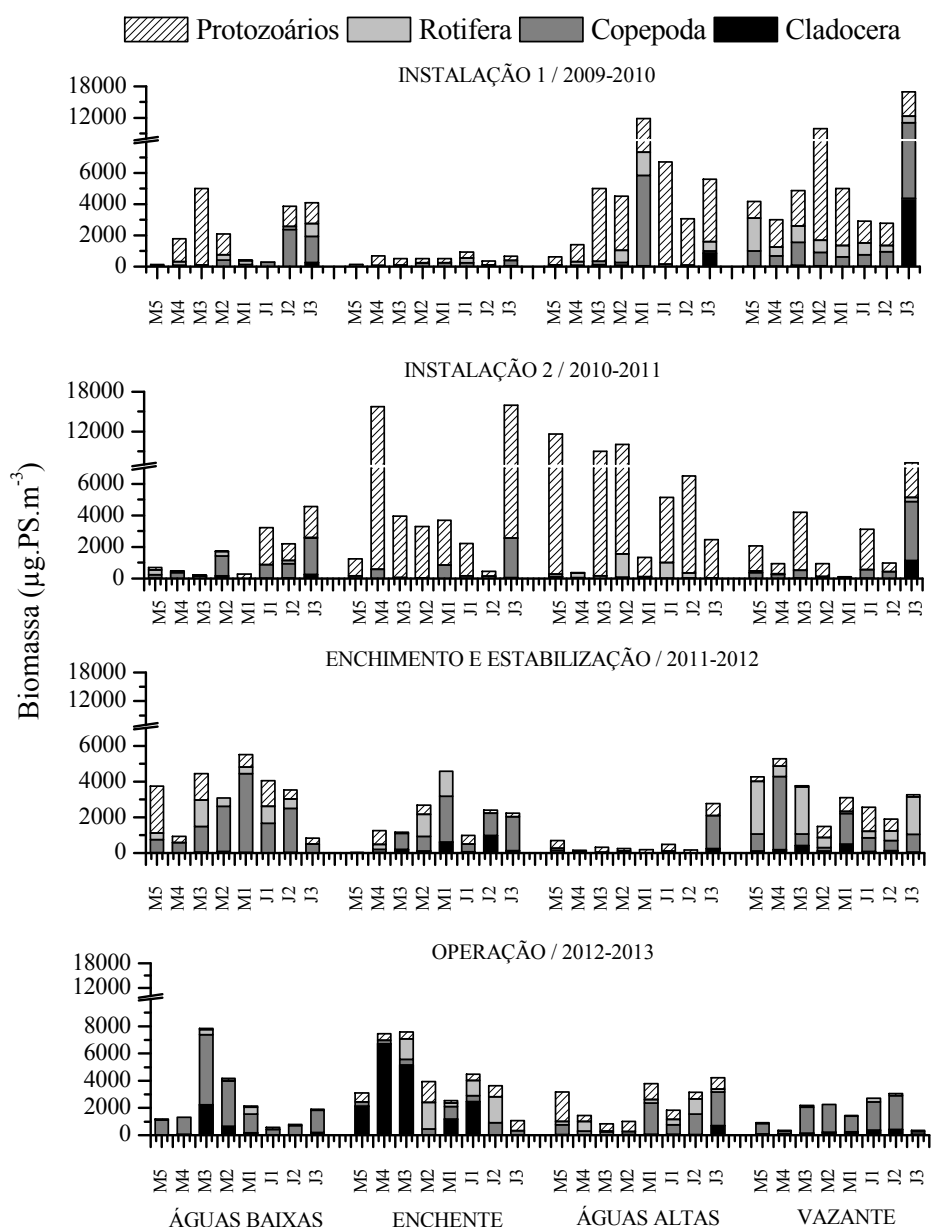 Protozoários Rotifera Copepoda Cladocera
INSTALAÇÃO 1 / 2009-2010
18000
12000
6000
4000
2000
0
M5 M4 M3 M2 M1 J1 J2 J3 M5 M4 M3 M2 M1 J1 J2 J3 M5 M4 M3 M2 M1 J1 J2 J3 M5 M4 M3 M2 M1 J1 J2 J3
INSTALAÇÃO 2 / 2010-2011
18000
12000
6000
4000
2000
0
M5 M4 M3 M2 M1 J1 J2 J3 M5 M4 M3 M2 M1 J1 J2 J3 M5 M4 M3 M2 M1 J1 J2 J3 M5 M4 M3 M2 M1 J1 J2 J3
Biomassa (µg.PS.m⁻³)
ENCHIMENTO E ESTABILIZAÇÃO / 2011-2012
18000
12000
6000
4000
2000
0
M5 M4 M3 M2 M1 J1 J2 J3 M5 M4 M3 M2 M1 J1 J2 J3 M5 M4 M3 M2 M1 J1 J2 J3 M5 M4 M3 M2 M1 J1 J2 J3
OPERAÇÃO / 2012-2013
18000
12000
8000
6000
4000
2000
0
M5 M4 M3 M2 M1 J1 J2 J3 M5 M4 M3 M2 M1 J1 J2 J3 M5 M4 M3 M2 M1 J1 J2 J3 M5 M4 M3 M2 M1 J1 J2 J3
ÁGUAS BAIXAS ENCHENTE ÁGUAS ALTAS VAZANTE